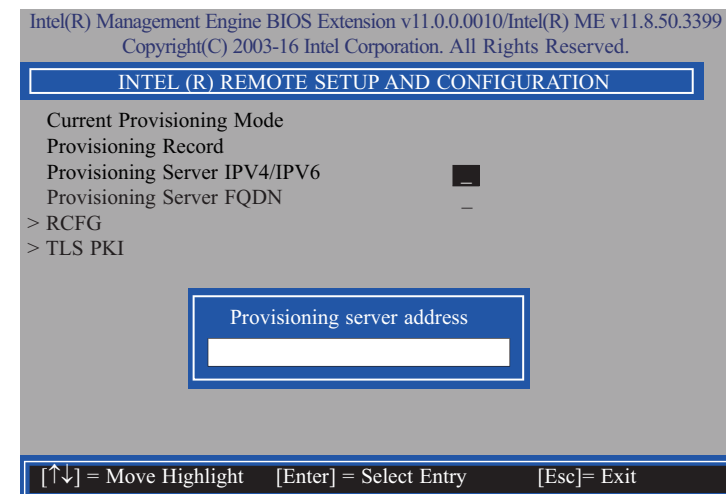 Intel(R) Management Engine BIOS Extension v11.0.0.0010/Intel(R) ME v11.8.50.3399
Copyright(C) 2003-16 Intel Corporation. All Rights Reserved.
INTEL (R) REMOTE SETUP AND CONFIGURATION
Current Provisioning Mode
Provisioning Record
Provisioning Server IPV4/IPV6 _
Provisioning Server FQDN _
> RCFG
> TLS PKI
Provisioning server address
[↑↓] = Move Highlight [Enter] = Select Entry [Esc]= Exit